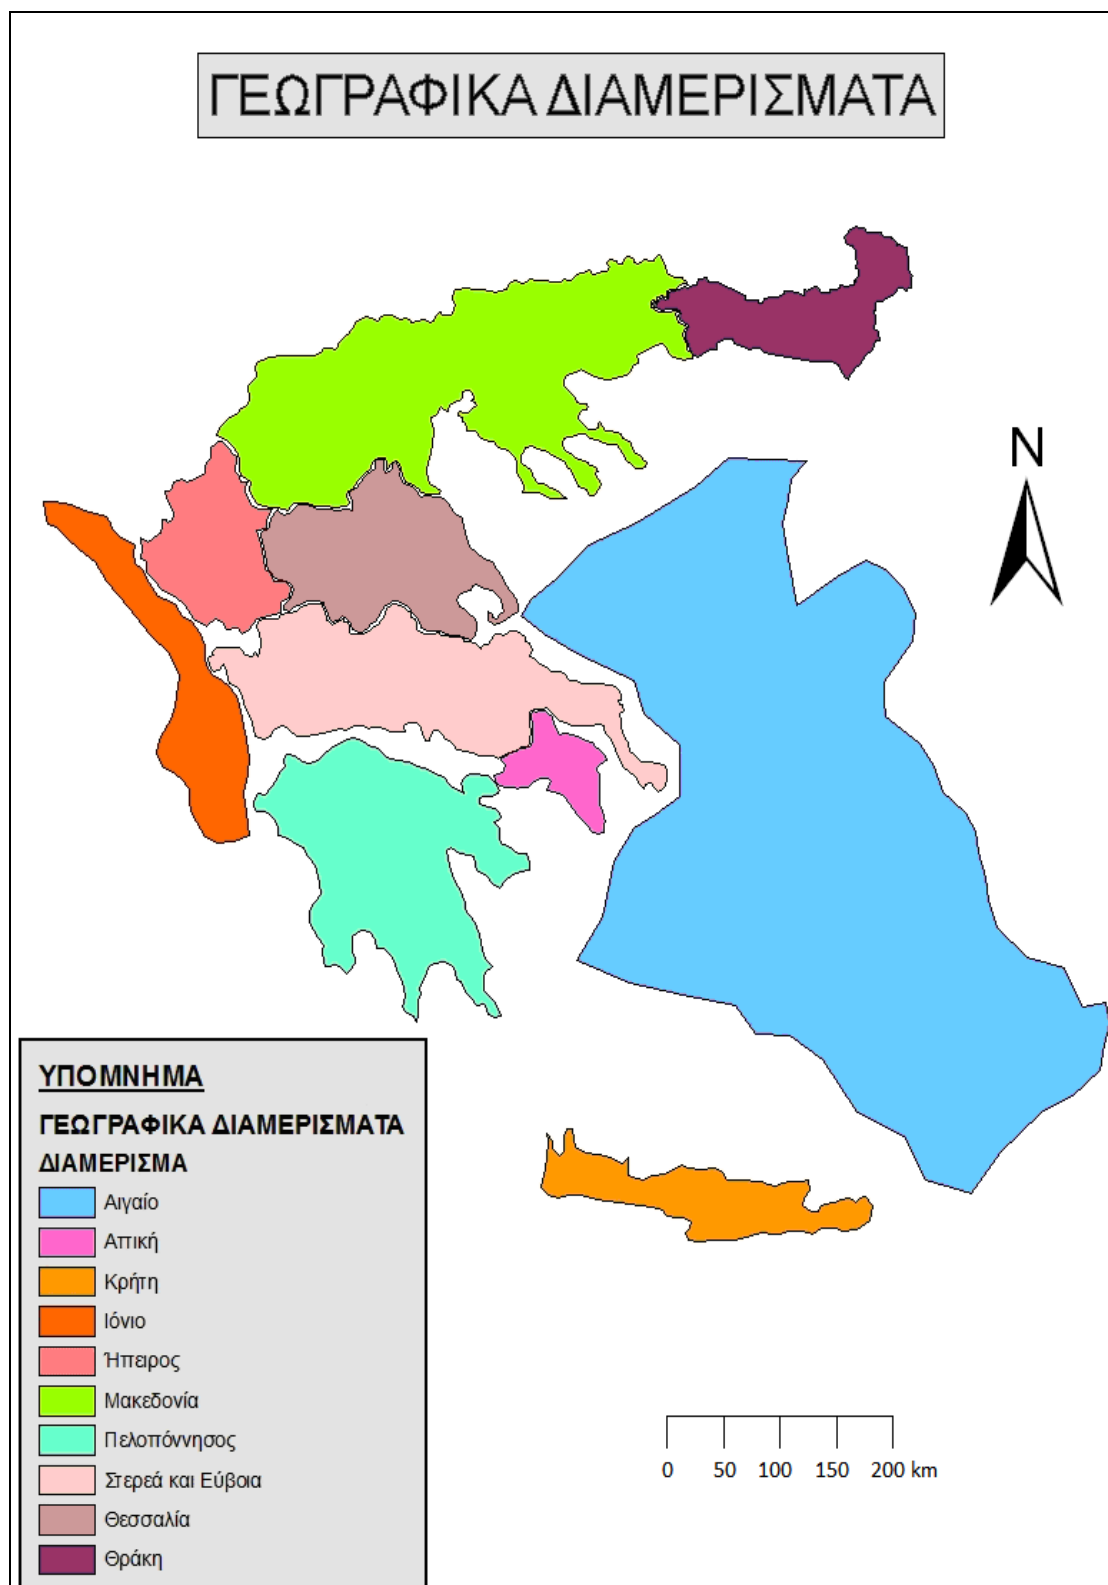 ΓΕΩΓΡΑΦΙΚΑ ΔΙΑΜΕΡΙΣΜΑΤΑ
N
ΥΠΟΜΝΗΜΑ
ΓΕΩΓΡΑΦΙΚΑ ΔΙΑΜΕΡΙΣΜΑΤΑ
ΔΙΑΜΕΡΙΣΜΑ
Αιγαίο
Αττική
Κρήτη
Ιόνιο
Ήπειρος
Μακεδονία
Πελοπόννησος
Στερεά και Εύβοια
Θεσσαλία
Θράκη
0 50 100 150 200 km